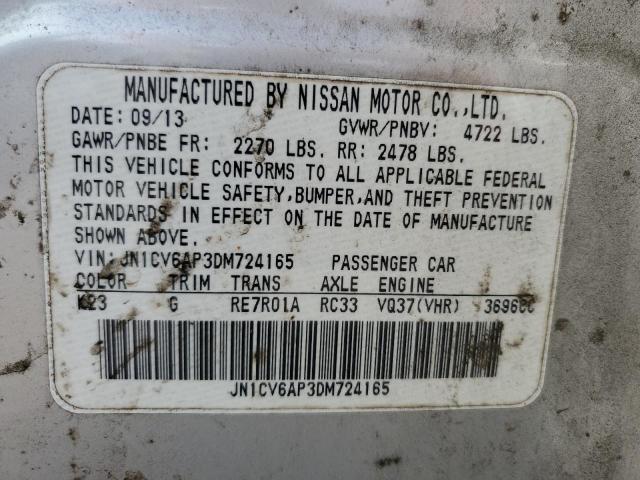 MANUFACTURED BY NISSAN MOTOR CO.,LTD.
DATE: 09/13 GVWR/PNBV: 4722 LBS.
GAWR/PNBE FR: 2270 LBS. RR: 2478 LBS.
THIS VEHICLE CONFORMS TO ALL APPLICABLE FEDERAL
MOTOR VEHICLE SAFETY,BUMPER,AND THEFT PREVENTION
STANDARDS IN EFFECT ON THE DATE OF MANUFACTURE
SHOWN ABOVE.
VIN:JN1CV6AP3DM724165 PASSENGER CAR
COLOR TRIM TRANS AXLE ENGINE
K23 G RE7R01A RC33 VQ37(VHR) 3696CC
JN1CV6AP3DM724165